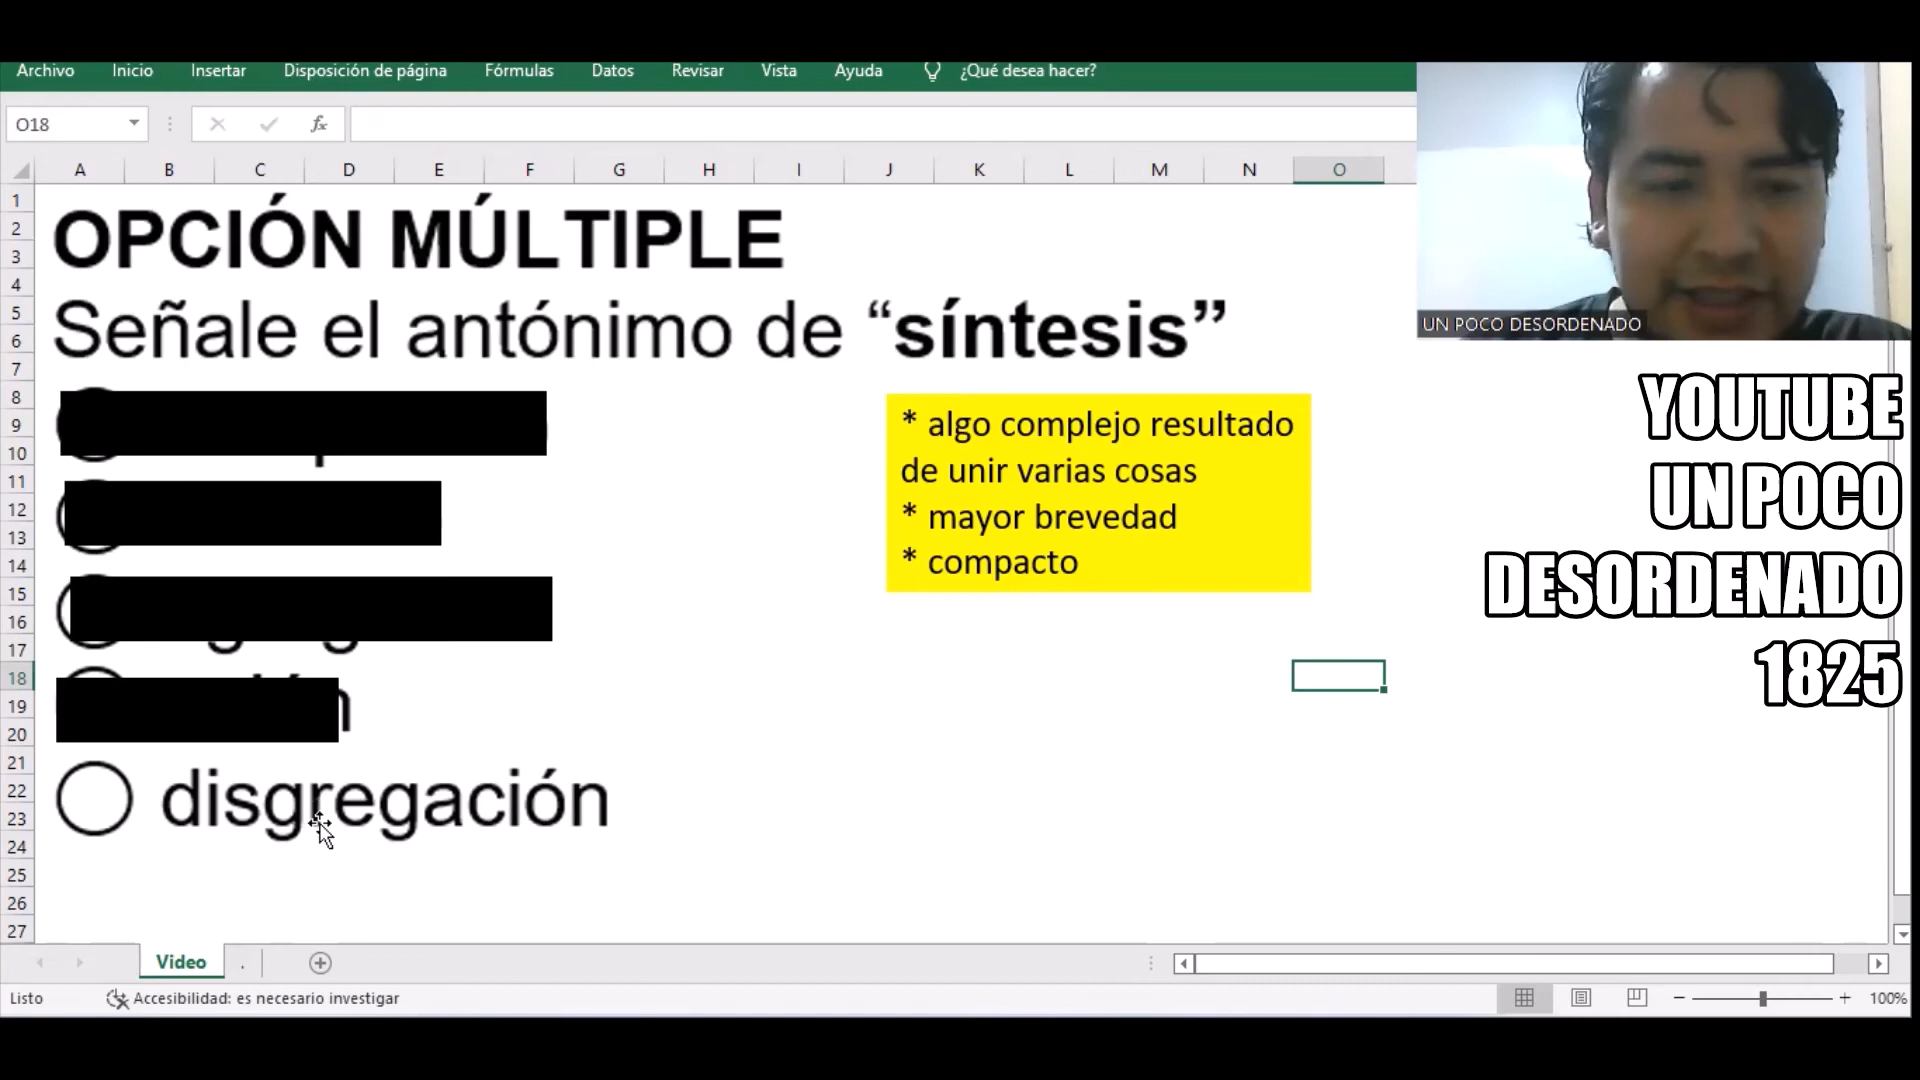 Archivo Inicio Insertar Disposición de página Fórmulas Datos Revisar Vista Ayuda ¿Qué desea hacer?
O18 fx
A B C D E F G H I J K L M N O
1
2
3
4
5
6
7
8
9
10
11
12
13
14
15
16
17
18
19
20
21
22
23
24
25
26
27
OPCIÓN MÚLTIPLE
Señale el antónimo de “síntesis”
* algo complejo resultado
de unir varias cosas
* mayor brevedad
* compacto
disgregación
UN POCO DESORDENADO
YOUTUBE
UN POCO
DESORDENADO
1825
Video .
Listo Accesibilidad: es necesario investigar 100%